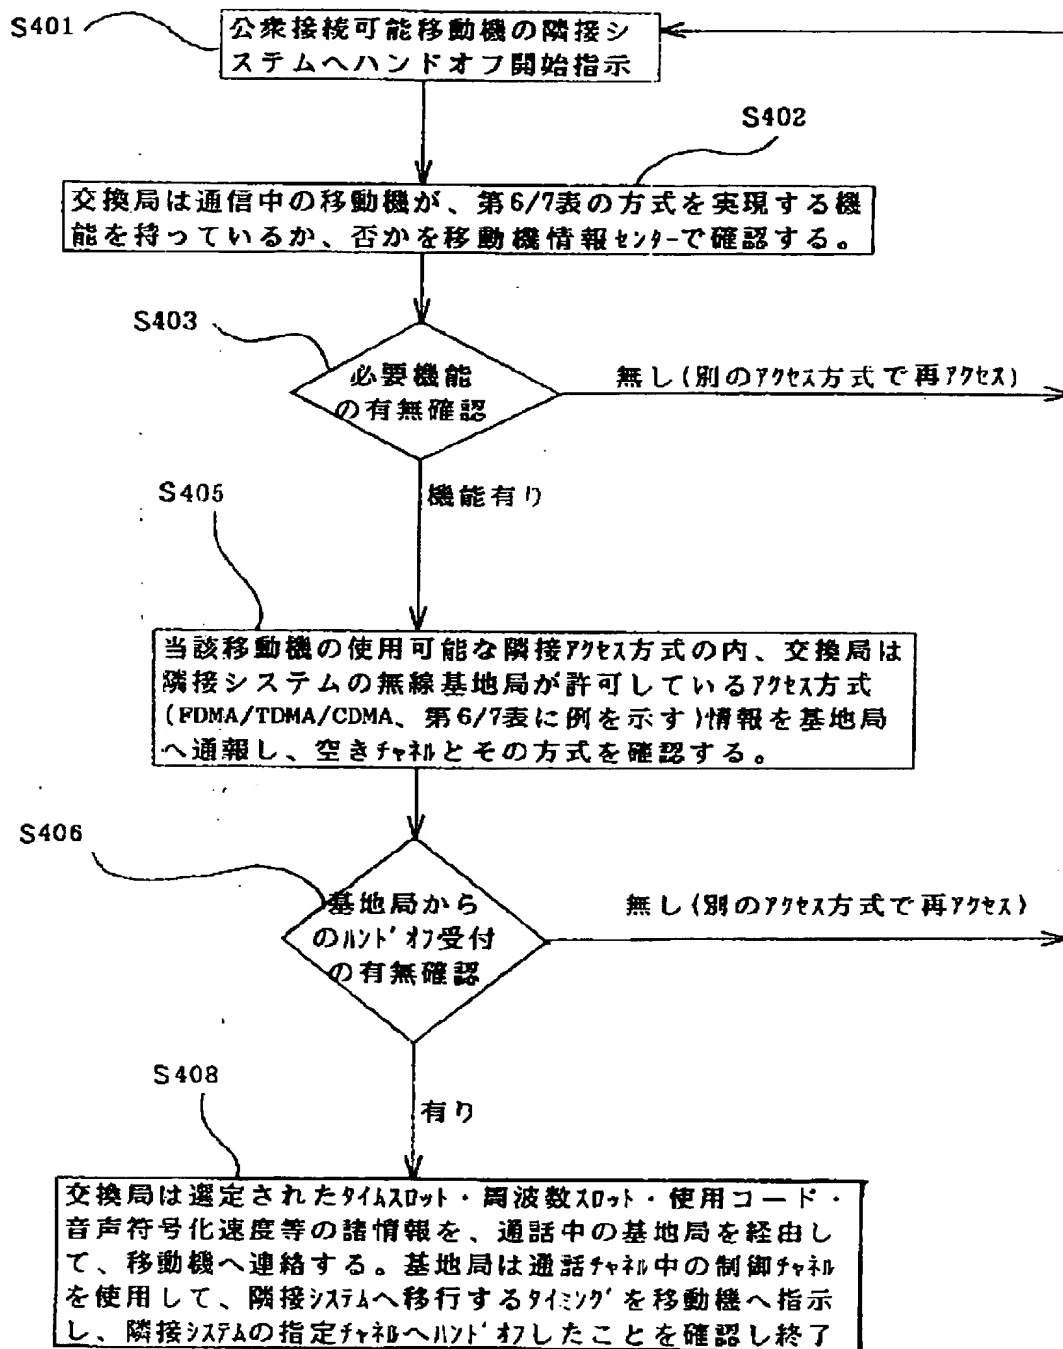 S401
公衆接続可能移動機の隣接シ
ステムへハンドオフ開始指示
S402
交換局は通信中の移動機が、第6/7表の方式を実現する機
能を持っているか、否かを移動機情報ｾﾝﾀｰで確認する。
S403
必要機能
の有無確認
無し(別のｱｸｾｽ方式で再ｱｸｾｽ)
S405
機能有り
当該移動機の使用可能な隣接ｱｸｾｽ方式の内、交換局は
隣接システムの無線基地局が許可しているｱｸｾｽ方式
(FDMA/TDMA/CDMA、第6/7表に例を示す)情報を基地局
へ通報し、空きﾁｬﾈﾙとその方式を確認する。
S406
基地局から
のﾊﾝﾄﾞｵﾌ受付
の有無確認
無し(別のｱｸｾｽ方式で再ｱｸｾｽ)
S408
有り
交換局は選定されたﾀｲﾑｽﾛｯﾄ・周波数ｽﾛｯﾄ・使用コード・
音声符号化速度等の諸情報を、通話中の基地局を経由し
て、移動機へ連絡する。基地局は通話ﾁｬﾈﾙ中の制御ﾁｬﾈﾙ
を使用して、隣接ｼｽﾃﾑへ移行するﾀｲﾐﾝｸﾞを移動機へ指示
し、隣接ｼｽﾃﾑの指定ﾁｬﾈﾙへﾊﾝﾄﾞｵﾌしたことを確認し終了